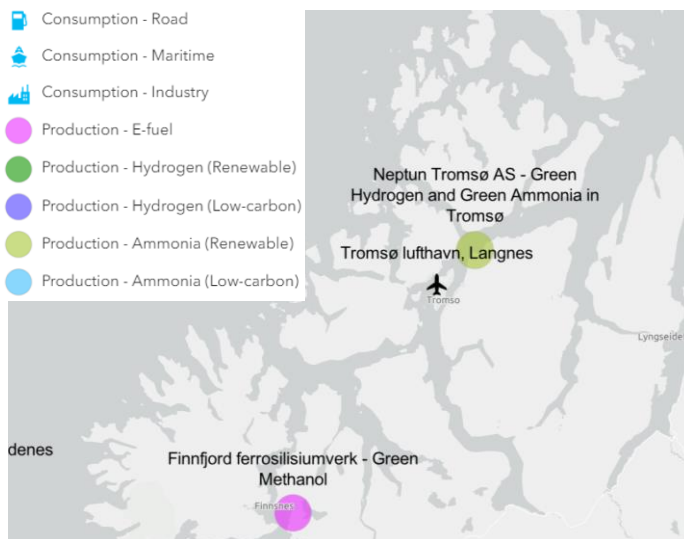 Consumption - Road
Consumption - Maritime
Consumption - Industry
Production - E-fuel
Production - Hydrogen (Renewable)
Production - Hydrogen (Low-carbon)
Production - Ammonia (Renewable)
Production - Ammonia (Low-carbon)
Neptun Tromsø AS - Green
Hydrogen and Green Ammonia in
Tromsø
Tromsø lufthavn, Langnes
Tromsø
Lyngseide
denes
Finnfjord ferrosilisiumverk - Green
Methanol
Finnsnes